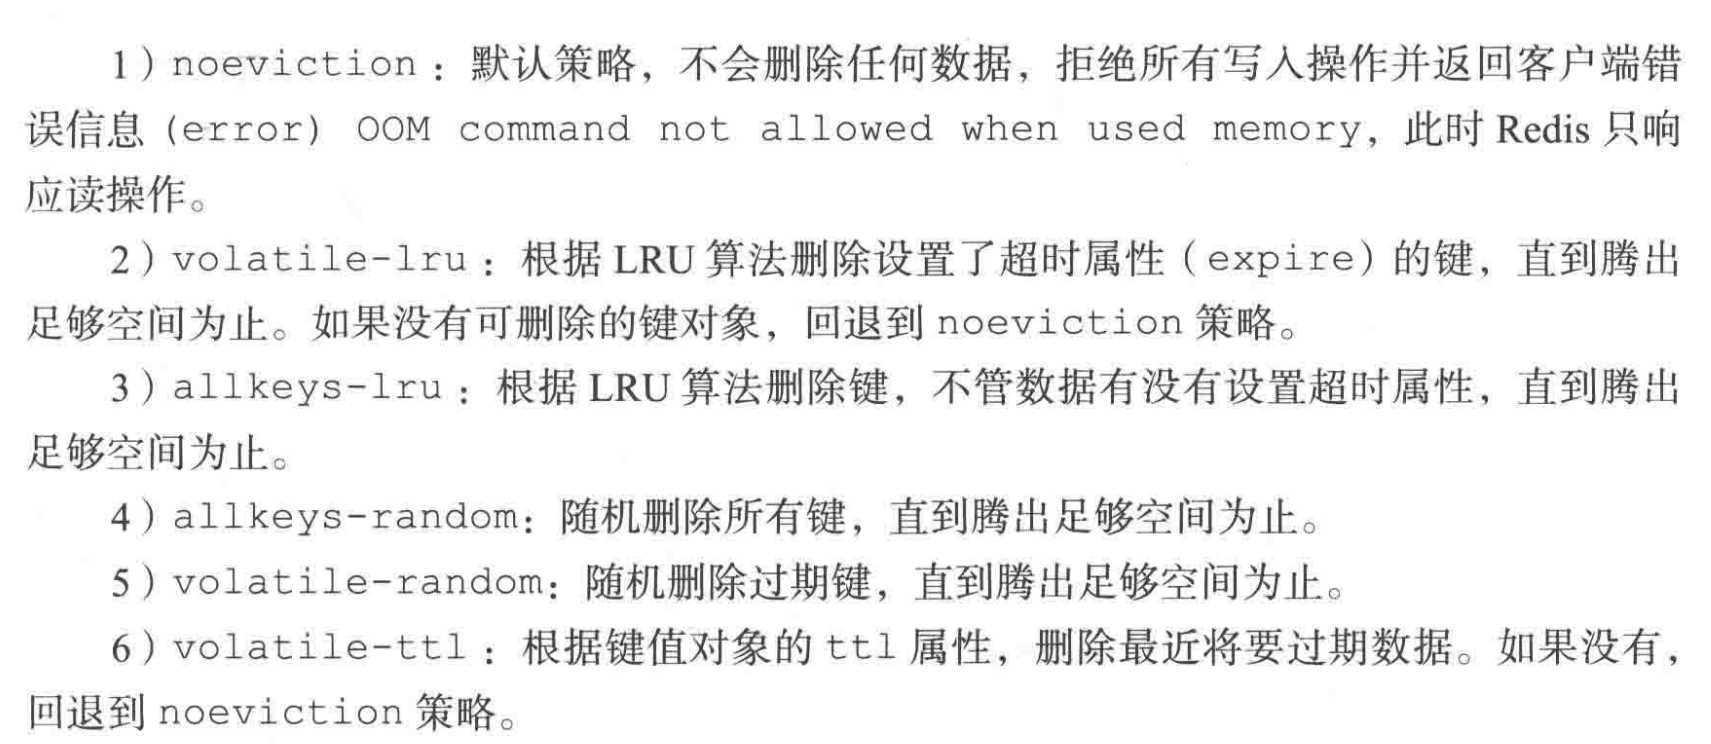 1）noeviction：默认策略，不会删除任何数据，拒绝所有写入操作并返回客户端错
误信息 (error) OOM command not allowed when used memory，此时 Redis 只响
应读操作。
2）volatile-lru：根据 LRU 算法删除设置了超时属性（expire）的键，直到腾出
足够空间为止。如果没有可删除的键对象，回退到 noeviction 策略。
3）allkeys-lru：根据 LRU 算法删除键，不管数据有没有设置超时属性，直到腾出
足够空间为止。
4）allkeys-random：随机删除所有键，直到腾出足够空间为止。
5）volatile-random：随机删除过期键，直到腾出足够空间为止。
6）volatile-ttl：根据键值对象的 ttl 属性，删除最近将要过期数据。如果没有，
回退到 noeviction 策略。